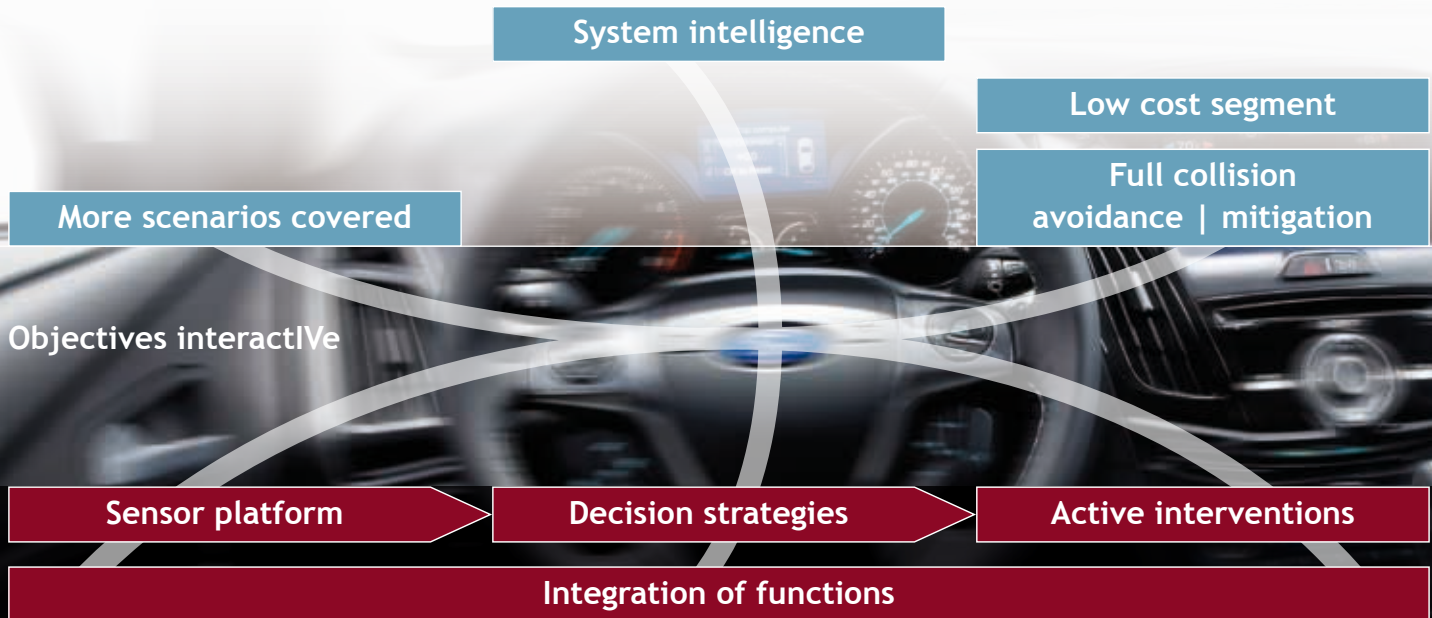 System intelligence
Low cost segment
Full collision
avoidance | mitigation
More scenarios covered
Objectives interactIVe
Sensor platform
Decision strategies
Active interventions
Integration of functions